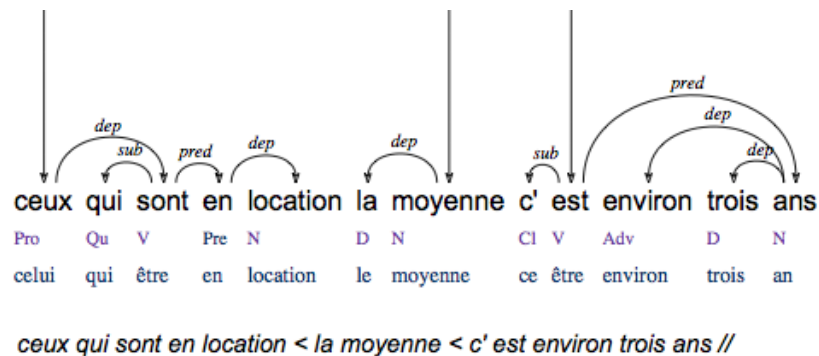 pred
dep dep
sub pred dep dep sub dep
ceux qui sont en location la moyenne c' est environ trois ans
Pro Qu V Pre N D N Cl V Adv D N
celui qui être en location le moyenne ce être environ trois an
ceux qui sont en location < la moyenne < c' est environ trois ans //